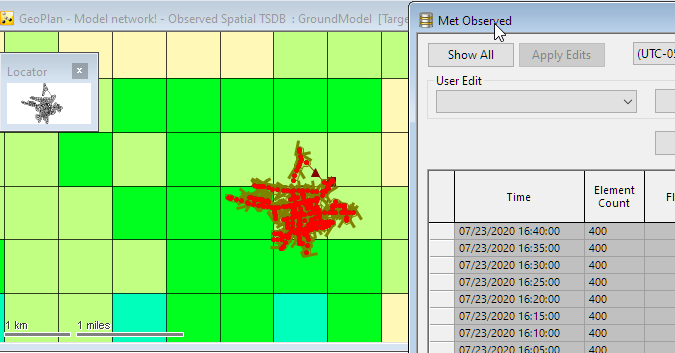 GeoPlan - Model network! - Observed Spatial TSDB : GroundModel [Targe
Locator
1 km
1 miles
Met Observed
Show All
Apply Edits
(UTC-05
User Edit
Time
Element Count
Fl
07/23/2020 16:40:00 400
07/23/2020 16:35:00 400
07/23/2020 16:30:00 400
07/23/2020 16:25:00 400
07/23/2020 16:20:00 400
07/23/2020 16:15:00 400
07/23/2020 16:10:00 400
07/23/2020 16:05:00 400